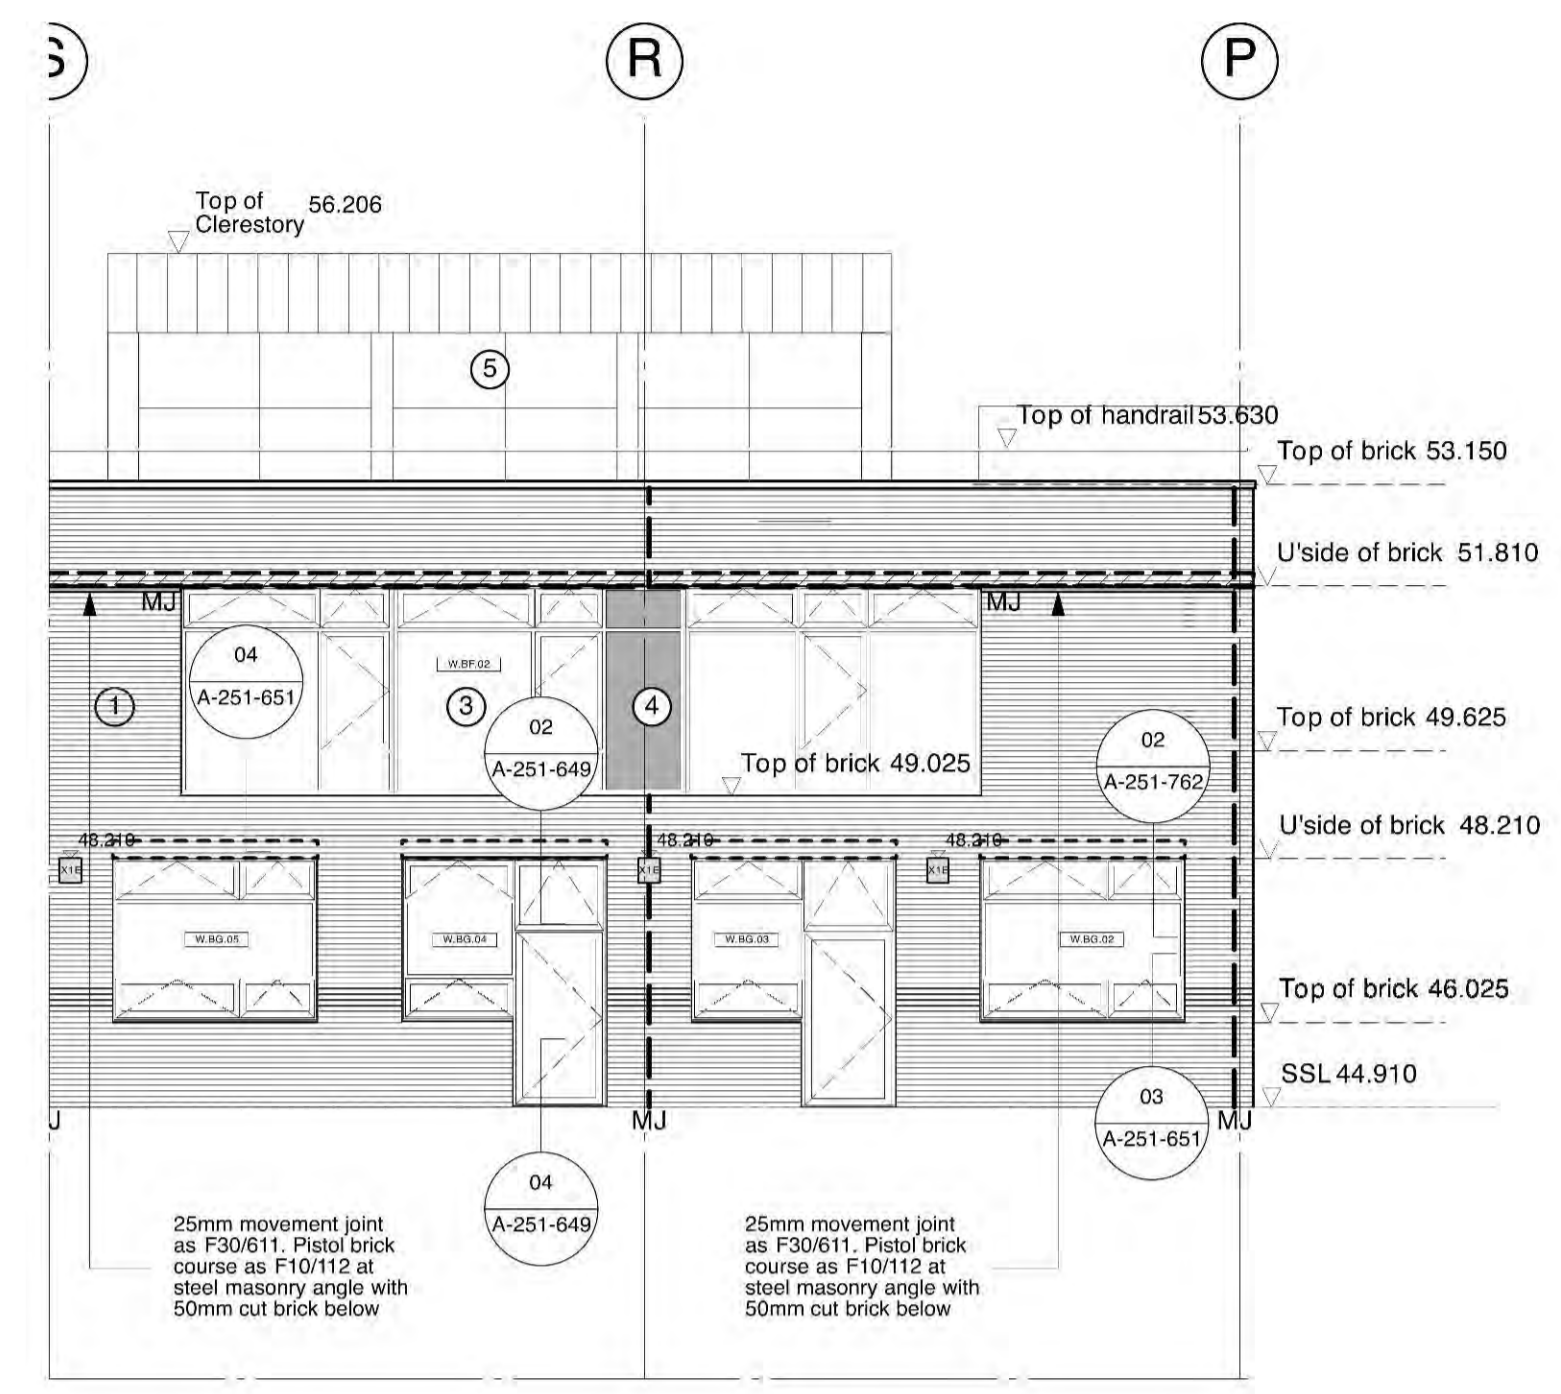 S
R
P
Top of
Clerestory
56.206
5
Top of handrail 53.630
Top of brick 53.150
U'side of brick 51.810
MJ
MJ
04
A-251-651
W.BF.02
1
3
4
02
A-251-649
Top of brick 49.025
02
A-251-762
Top of brick 49.625
U'side of brick 48.210
48.210
48.210
48.210
X1E
X1E
X1E
W.BG.05
W.BG.04
W.BG.03
W.BG.02
Top of brick 46.025
SSL 44.910
J
MJ
MJ
03
A-251-651
04
A-251-649
25mm movement joint
as F30/611. Pistol brick
course as F10/112 at
steel masonry angle with
50mm cut brick below
25mm movement joint
as F30/611. Pistol brick
course as F10/112 at
steel masonry angle with
50mm cut brick below